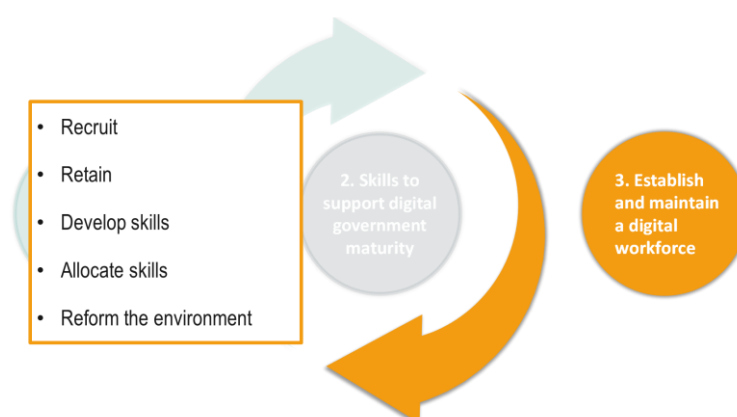 • Recruit
• Retain
• Develop skills
• Allocate skills
• Reform the environment
2. Skills to
support digital
government
maturity
3. Establish
and maintain
a digital
workforce